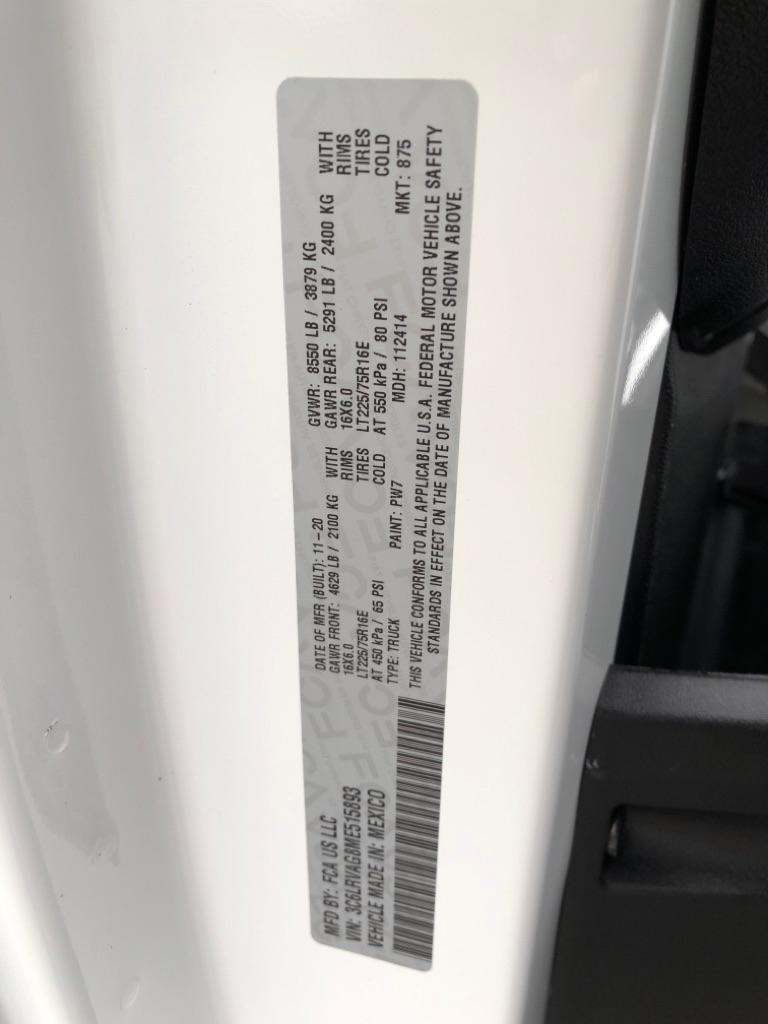 MFD BY: FCA US LLC
DATE OF MFR (BUILT): 11-20 GVWR: 8550 LB / 3879 KG
GAWR FRONT: 4629 LB / 2100 KG WITH GAWR REAR: 5291 LB / 2400 KG WITH
16X6.0 RIMS 16X6.0 RIMS
LT225/75R16E TIRES LT225/75R16E TIRES
AT 450 kPa / 65 PSI COLD AT 550 kPa / 80 PSI COLD
VIN: 3C6LRVAG8ME515893
TYPE: TRUCK PAINT: PW7 MDH: 112414 MKT: 875
VEHICLE MADE IN: MEXICO
THIS VEHICLE CONFORMS TO ALL APPLICABLE U.S.A. FEDERAL MOTOR VEHICLE SAFETY
STANDARDS IN EFFECT ON THE DATE OF MANUFACTURE SHOWN ABOVE.